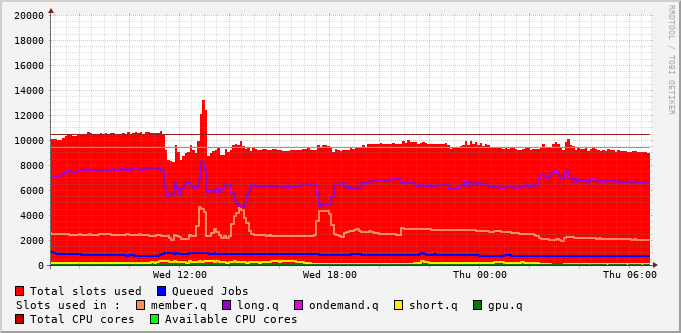 RRDTOOL / TOBI OETIKER
20000
18000
16000
14000
12000
10000
8000
6000
4000
2000
0
Wed 12:00 Wed 18:00 Thu 00:00 Thu 06:00
Total slots used Queued Jobs
Slots used in : member.q long.q ondemand.q short.q gpu.q
Total CPU cores Available CPU cores